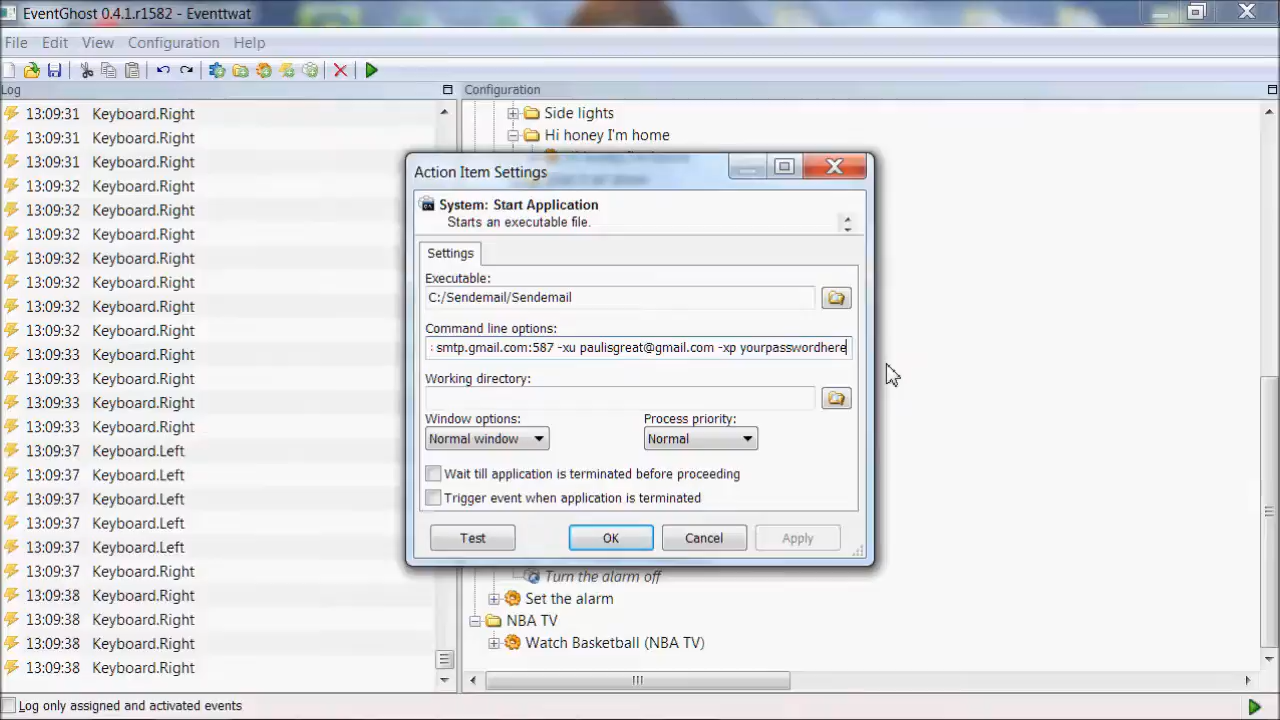 EventGhost 0.4.1.r1582 - Eventtwat
File Edit View Configuration Help
Log
13:09:31 Keyboard.Right
13:09:31 Keyboard.Right
13:09:31 Keyboard.Right
13:09:32 Keyboard.Right
13:09:32 Keyboard.Right
13:09:32 Keyboard.Right
13:09:32 Keyboard.Right
13:09:32 Keyboard.Right
13:09:32 Keyboard.Right
13:09:32 Keyboard.Right
13:09:33 Keyboard.Right
13:09:33 Keyboard.Right
13:09:33 Keyboard.Right
13:09:33 Keyboard.Right
13:09:37 Keyboard.Left
13:09:37 Keyboard.Left
13:09:37 Keyboard.Left
13:09:37 Keyboard.Left
13:09:37 Keyboard.Left
13:09:37 Keyboard.Right
13:09:38 Keyboard.Right
13:09:38 Keyboard.Right
13:09:38 Keyboard.Right
13:09:38 Keyboard.Right
Log only assigned and activated events
Configuration
Side lights
Hi honey I'm home
Action Item Settings
System: Start Application
Starts an executable file.
Settings
Executable:
C:/Sendemail/Sendemail
Command line options:
: smtp.gmail.com:587 -xu paulisgreat@gmail.com -xp yourpasswordhere
Working directory:
Window options: Process priority:
Normal window Normal
Wait till application is terminated before proceeding
Trigger event when application is terminated
Test OK Cancel Apply
Turn the alarm off
Set the alarm
NBA TV
Watch Basketball (NBA TV)